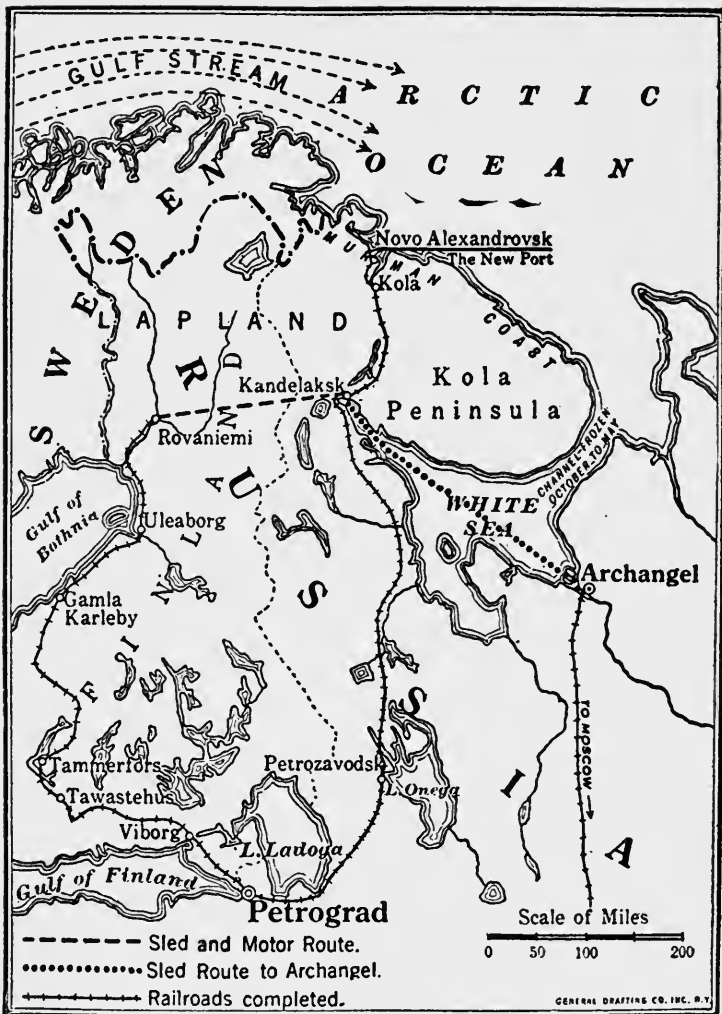 GULF STREAM
ARCTIC
OCEAN
SWEDEN
Novo Alexandrovsk
The New Port
MURMAN COAST
Kola
LAPLAND
Kandelaksk
Kola
Peninsula
Rovaniemi
CHANNEL-FROZEN
OCTOBER TO MAY
WHITE
SEA
Gulf of
Bothnia
Uleaborg
Archangel
Gamla
Karleby
FINLAND
RUSSIA
TO MOSCOW
Tammerfors
Petrozavodsk
L. Onega
Tawastehus
Viborg
L. Ladoga
Gulf of Finland
Petrograd
Scale of Miles
0 50 100 200
Sled and Motor Route.
Sled Route to Archangel.
Railroads completed.
GENERAL DRAFTING CO. INC. N.Y.